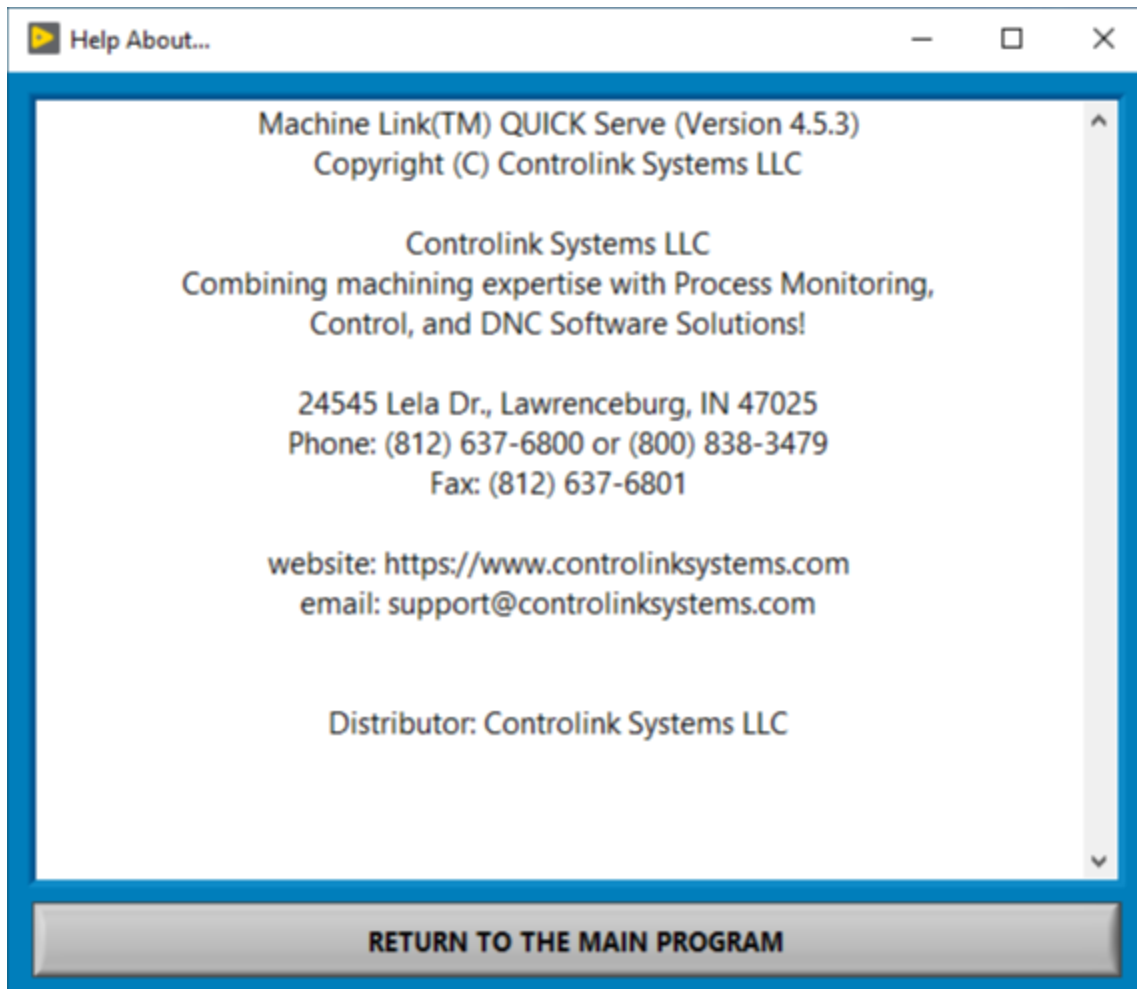 Help About...
Machine Link(TM) QUICK Serve (Version 4.5.3)
Copyright (C) Controlink Systems LLC
Controlink Systems LLC
Combining machining expertise with Process Monitoring,
Control, and DNC Software Solutions!
24545 Lela Dr., Lawrenceburg, IN 47025
Phone: (812) 637-6800 or (800) 838-3479
Fax: (812) 637-6801
website: https://www.controlinksystems.com
email: support@controlinksystems.com
Distributor: Controlink Systems LLC
RETURN TO THE MAIN PROGRAM